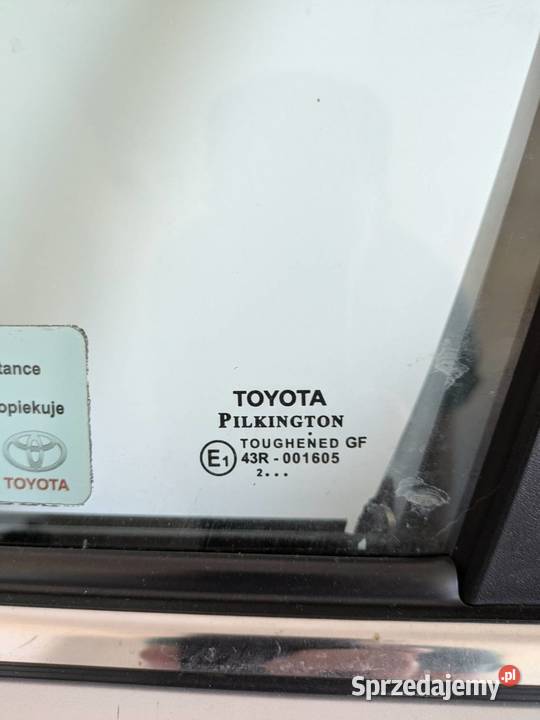 tance
opiekuje
TOYOTA
TOYOTA
PILKINGTON
TOUGHENED GF
E1 43R - 001605
2...
Sprzedajemy.pl